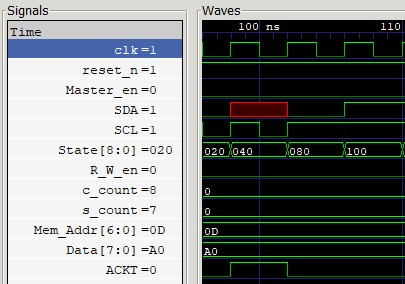 Signals
Waves
Time
100 ns
110
clk=1
reset_n=1
Master_en=0
SDA=1
SCL=1
State[8:0]=020
020 040 080 100
R_W_en=0
c_count=8
0
s_count=7
0
Mem_Addr[6:0]=0D
0D
Data[7:0]=A0
A0
ACKT=0